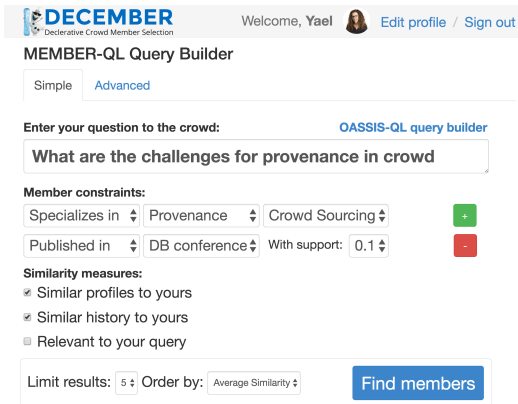 DECEMBER
Declerative Crowd Member Selection
Welcome, Yael Edit profile / Sign out
MEMBER-QL Query Builder
Simple Advanced
Enter your question to the crowd: OASSIS-QL query builder
What are the challenges for provenance in crowd
Member constraints:
Specializes in Provenance Crowd Sourcing +
Published in DB conference With support: 0.1 -
Similarity measures:
Similar profiles to yours
Similar history to yours
Relevant to your query
Limit results: 5 Order by: Average Similarity Find members